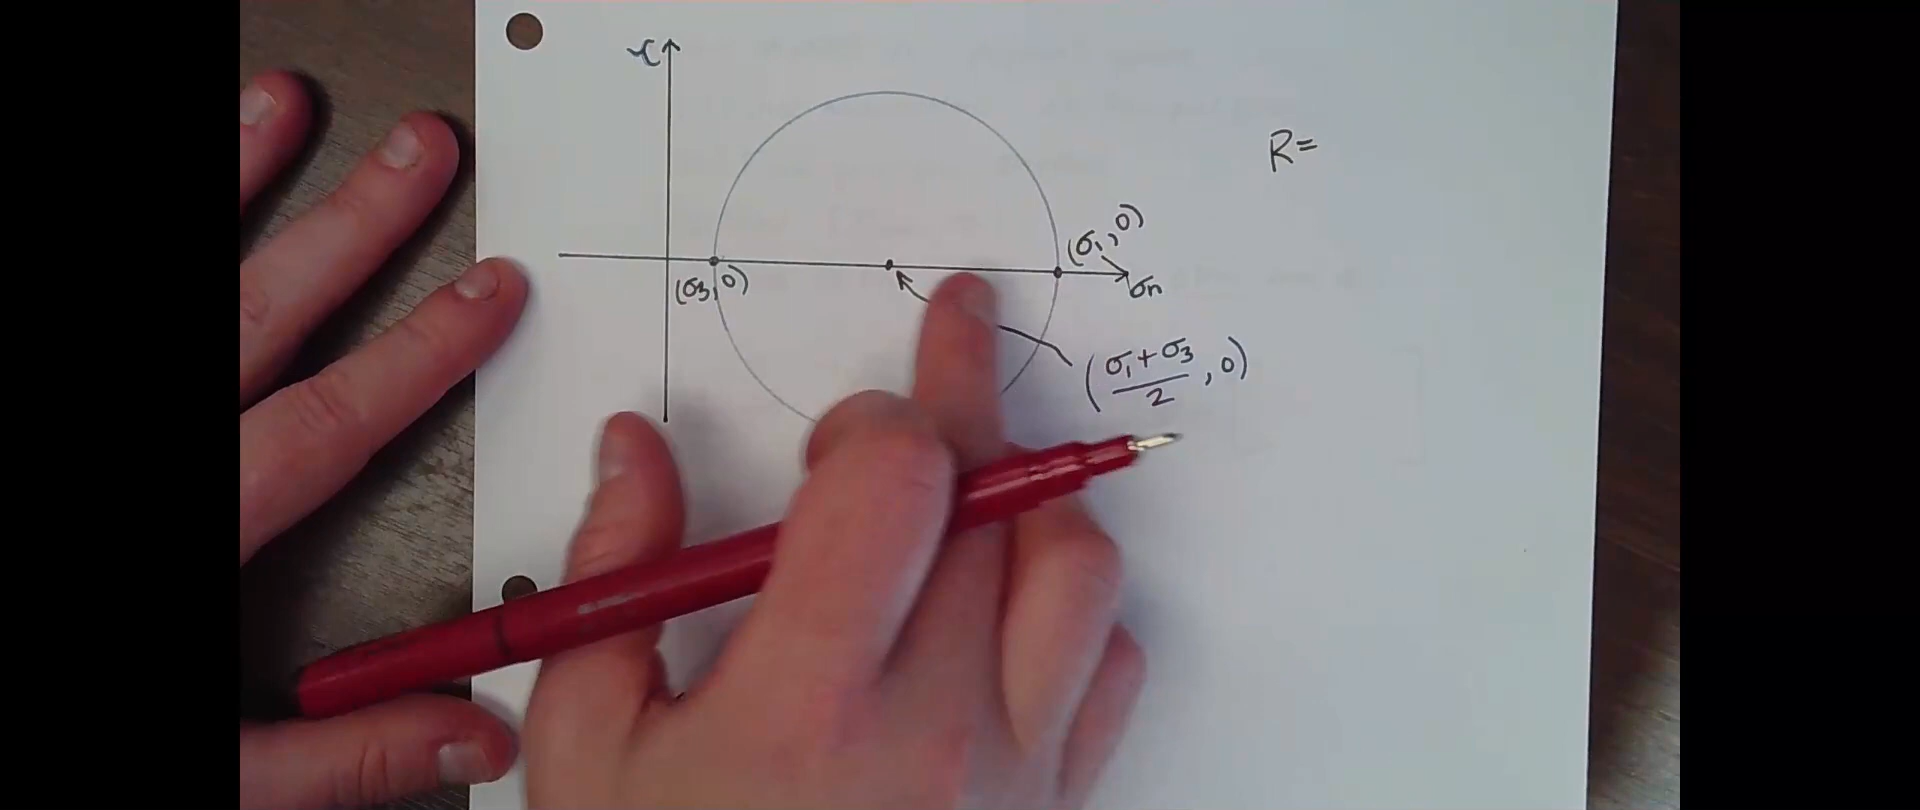 τ
R=
(σ₁, 0)
(σ₃, 0)
σn
(σ₁+σ₃/2, 0)